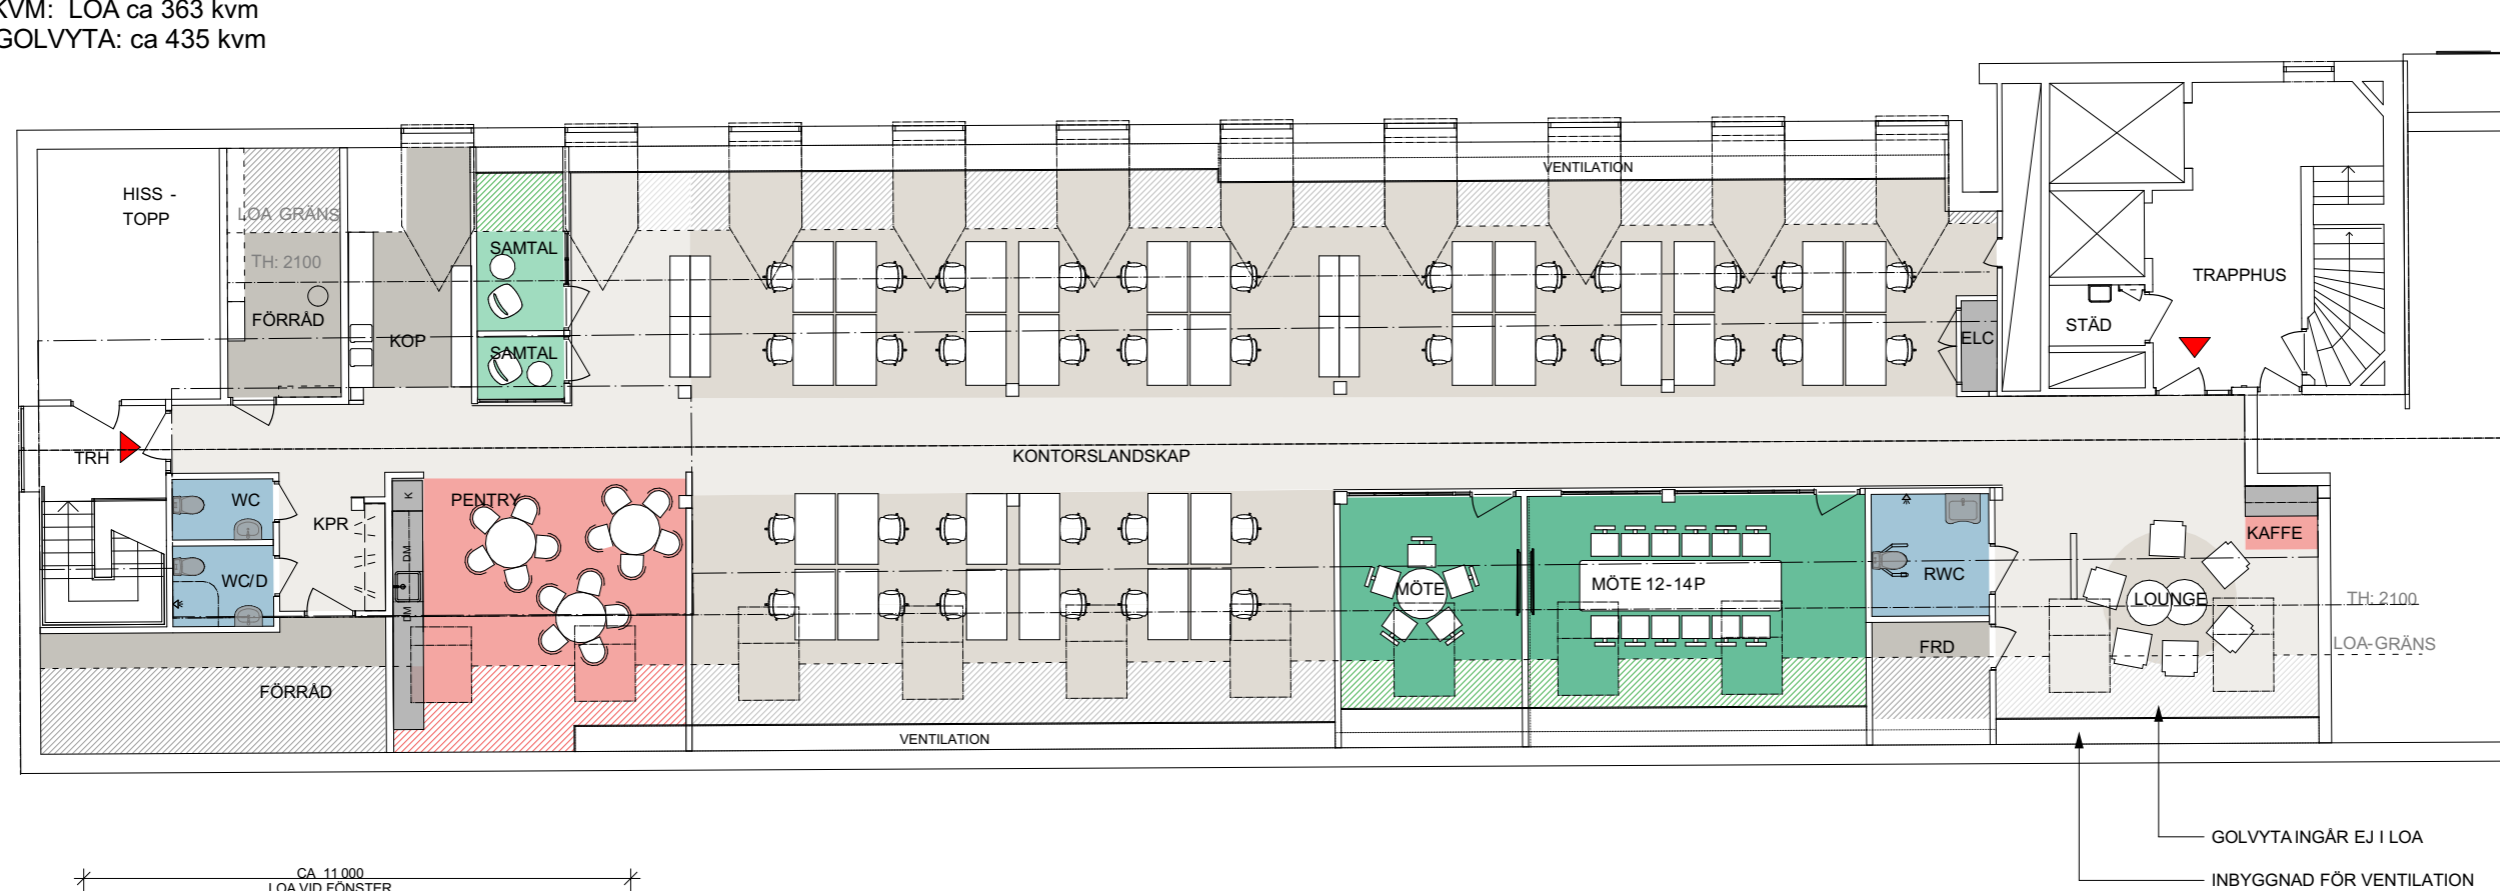 KVM: LOA ca 363 kvm
GOLVYTA: ca 435 kvm
VENTILATION
HISS -
TOPP
LOA GRÄNS
SAMTAL
TH: 2100
TRAPPHUS
FÖRRÅD
STÄD
KOP
ELC
SAMTAL
TRH
KONTORSLANDSKAP
K
WC
PENTRY
KPR
KAFFE
DM
WC/D
MÖTE
MÖTE 12-14P
RWC
LOUNGE
TH: 2100
DM
FRD
LOA-GRÄNS
FÖRRÅD
VENTILATION
GOLVYTA INGÅR EJ I LOA
CA 11 000
LOA VID FÖNSTER
INBYGGNAD FÖR VENTILATION